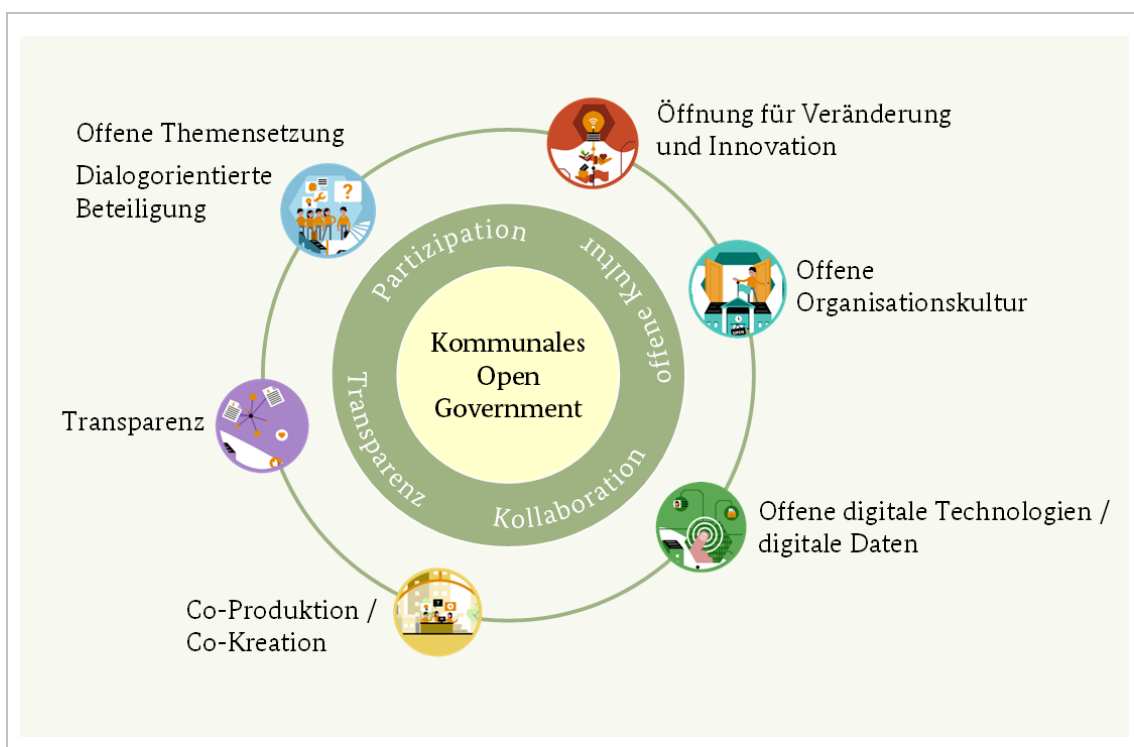 Offene Themensetzung
Dialogorientierte
Beteiligung
Öffnung für Veränderung
und Innovation
Offene
Organisationskultur
Offene digitale Technologien /
digitale Daten
Co-Produktion /
Co-Kreation
Transparenz
Partizipation
offene Kultur
Kollaboration
Transparenz
Kommunales
Open
Government
?
OPEN